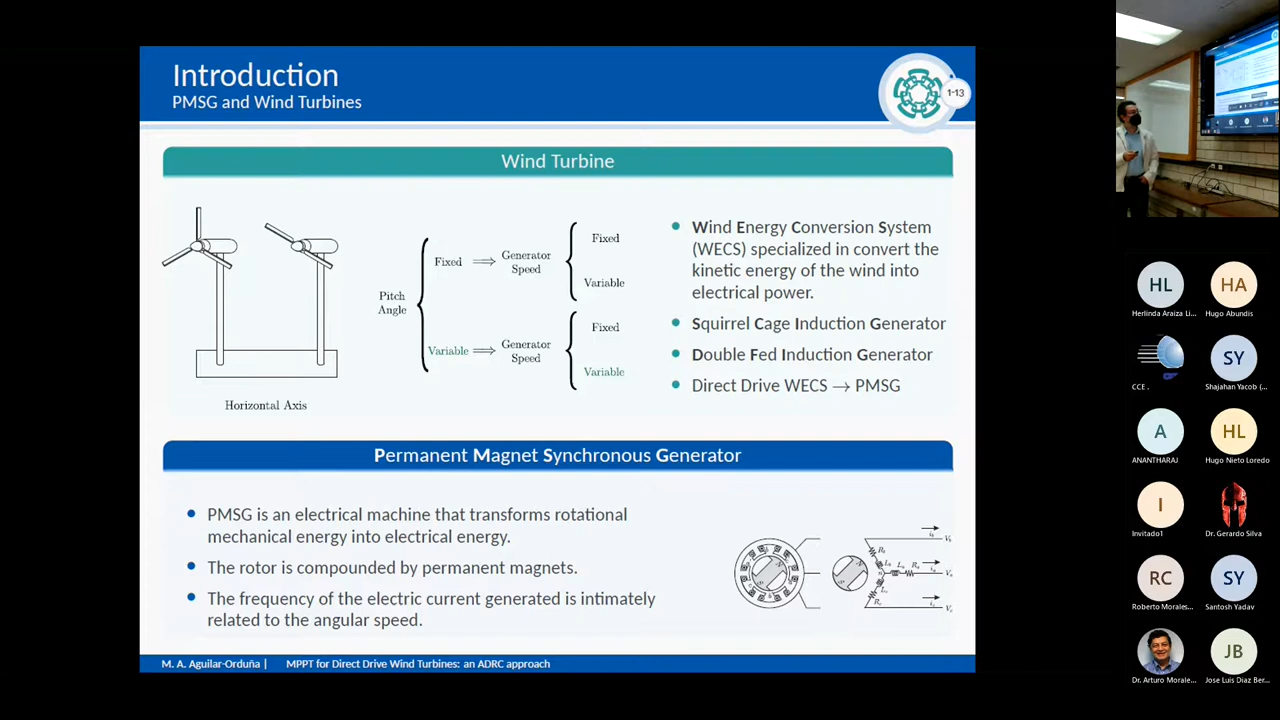 Introduction
PMSG and Wind Turbines
1-13
Wind Turbine
Pitch
Angle
Fixed
Generator
Speed
Fixed
Variable
Variable
Generator
Speed
Fixed
Variable
Horizontal Axis
Wind Energy Conversion System
(WECS) specialized in convert the
kinetic energy of the wind into
electrical power.
Squirrel Cage Induction Generator
Double Fed Induction Generator
Direct Drive WECS → PMSG
Permanent Magnet Synchronous Generator
PMSG is an electrical machine that transforms rotational
mechanical energy into electrical energy.
The rotor is compounded by permanent magnets.
The frequency of the electric current generated is intimately
related to the angular speed.
M. A. Aguilar-Orduña |
MPPT for Direct Drive Wind Turbines: an ADRC approach
HL
Herlinda Araiza Li...
HA
Hugo Abundis
CCE .
SY
Shajahan Yacob (...
A
ANANTHARAJ
HL
Hugo Nieto Loredo
I
Invitado1
Dr. Gerardo Silva
RC
Roberto Morales...
SY
Santosh Yadav
Dr. Arturo Morale...
JB
Jose Luis Diaz Ber...